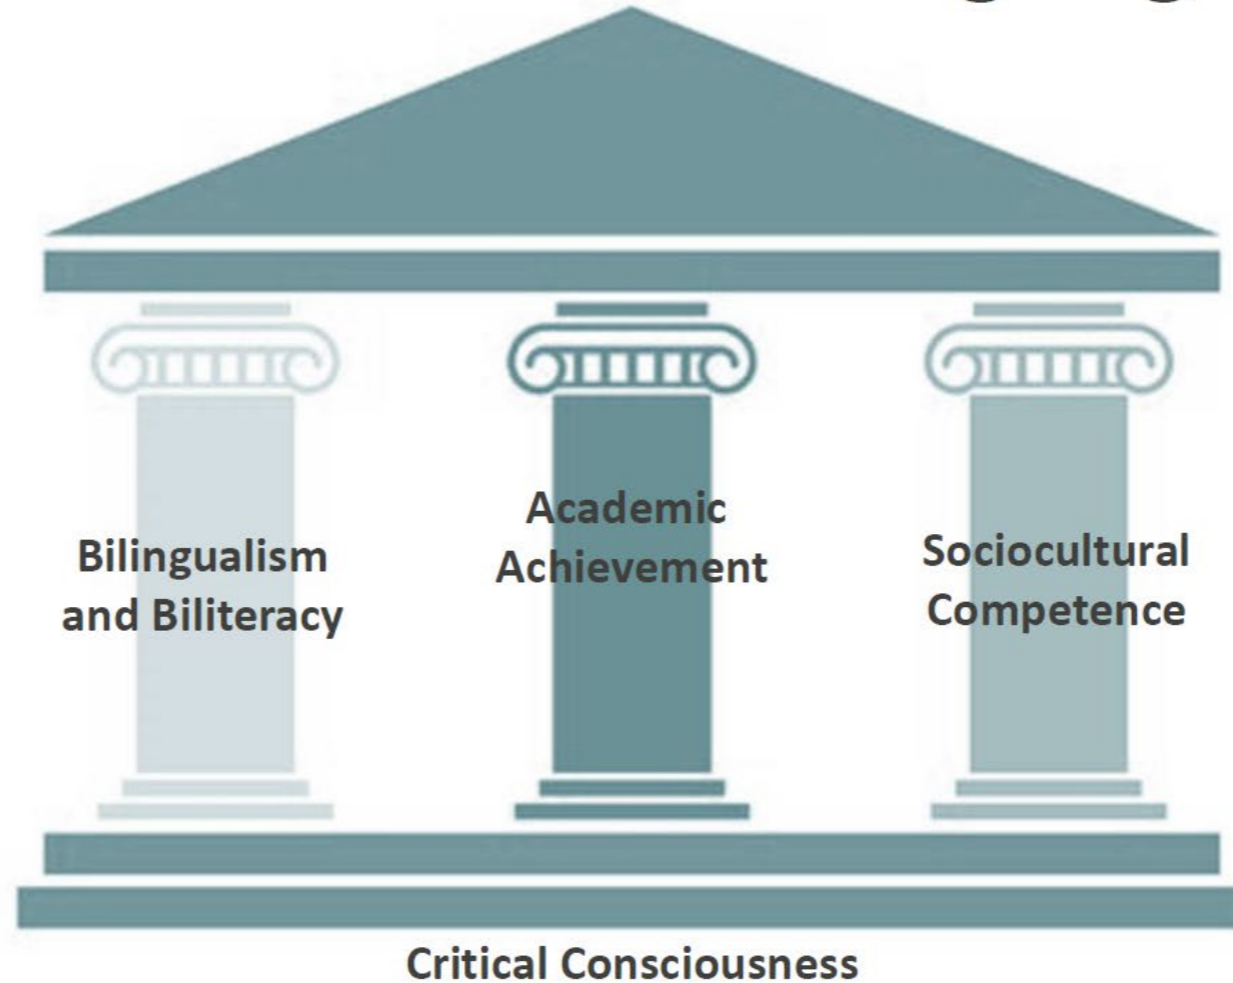 Bilingualism
and Biliteracy
Academic
Achievement
Sociocultural
Competence
Critical Consciousness